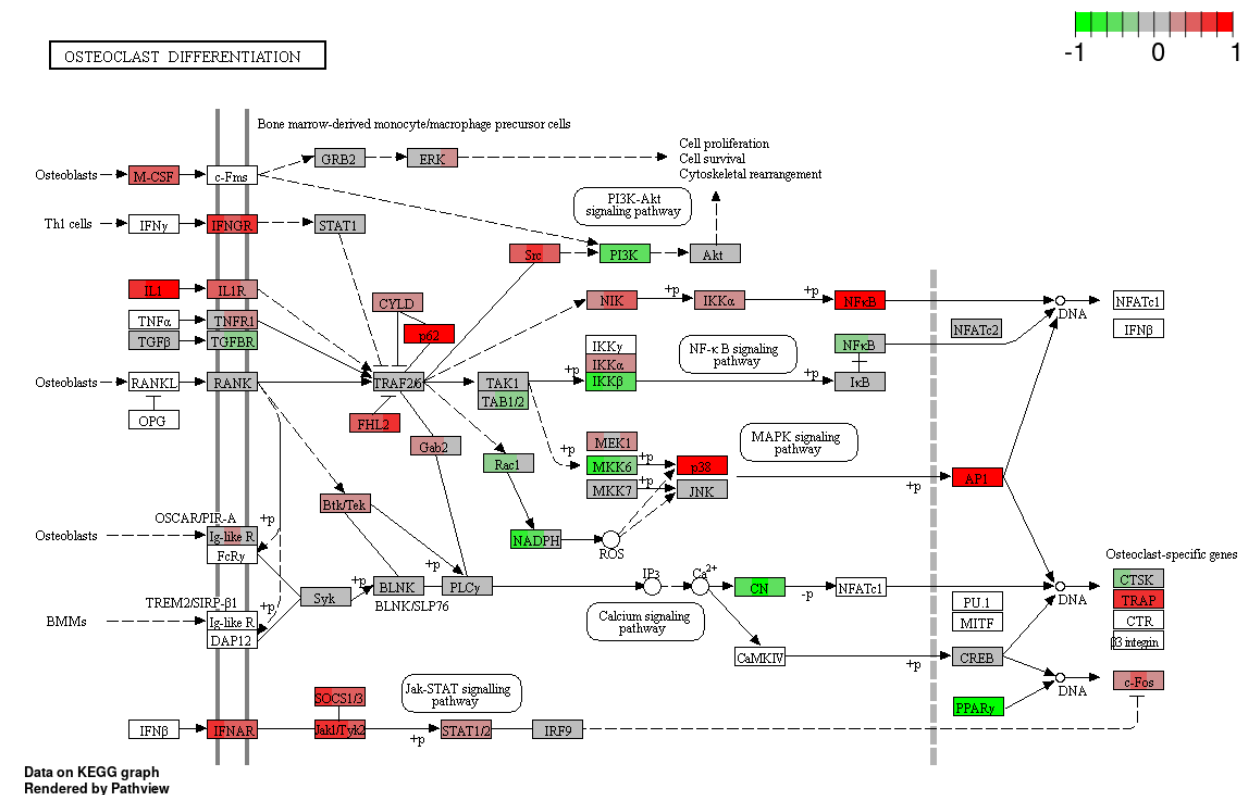 -1 0 1
OSTEOCLAST DIFFERENTIATION
Bone marrow-derived monocyte/macrophage precursor cells
Cell proliferation
Cell survival
Cytoskeletal rearrangement
GRB2
ERK
Osteoblasts
M-CSF
c-Fms
PI3K-Akt
signaling pathway
Th1 cells
IFNγ
IFNGR
STAT1
Src
PI3K
Akt
IL1
IL1R
CYLD
NIK
+p
IKKα
+p
NFκB
DNA
NFATc1
TNFα
TNFR1
p62
NFATc2
IFNβ
TGFβ
TGFBR
IKKγ
NF-κ B signaling
pathway
NFκB
IKKα
Osteoblasts
RANKL
RANK
TRAF2/6
TAK1
+p
IKKβ
+p
IκB
TAB1/2
OPG
FHL2
Gab2
+p
MEK1
MAPK signaling
pathway
Rac1
MKK6
+p
p38
AP1
+p
MKK7
+p
JNK
Btk/Tek
OSCAR/PIR-A
+p
Osteoblasts
Ig-like R
NADPH
ROS
FcRγ
Osteoclast-specific genes
+p
+p
BLNK
PLCγ
IP3
Ca2+
CN
-p
NFATc1
DNA
CTSK
Syk
BLNK/SLP76
TREM2/SIRP-β1
+p
PU.1
TRAP
BMMs
Ig-like R
Calcium signaling
pathway
MITF
CTR
DAP12
β3 integrin
CaMKIV
+p
CREB
DNA
c-Fos
SOCS1/3
Jak-STAT signalling
pathway
PPARγ
IFNβ
IFNAR
Jak1/Tyk2
+p
STAT1/2
IRF9
Data on KEGG graph
Rendered by Pathview